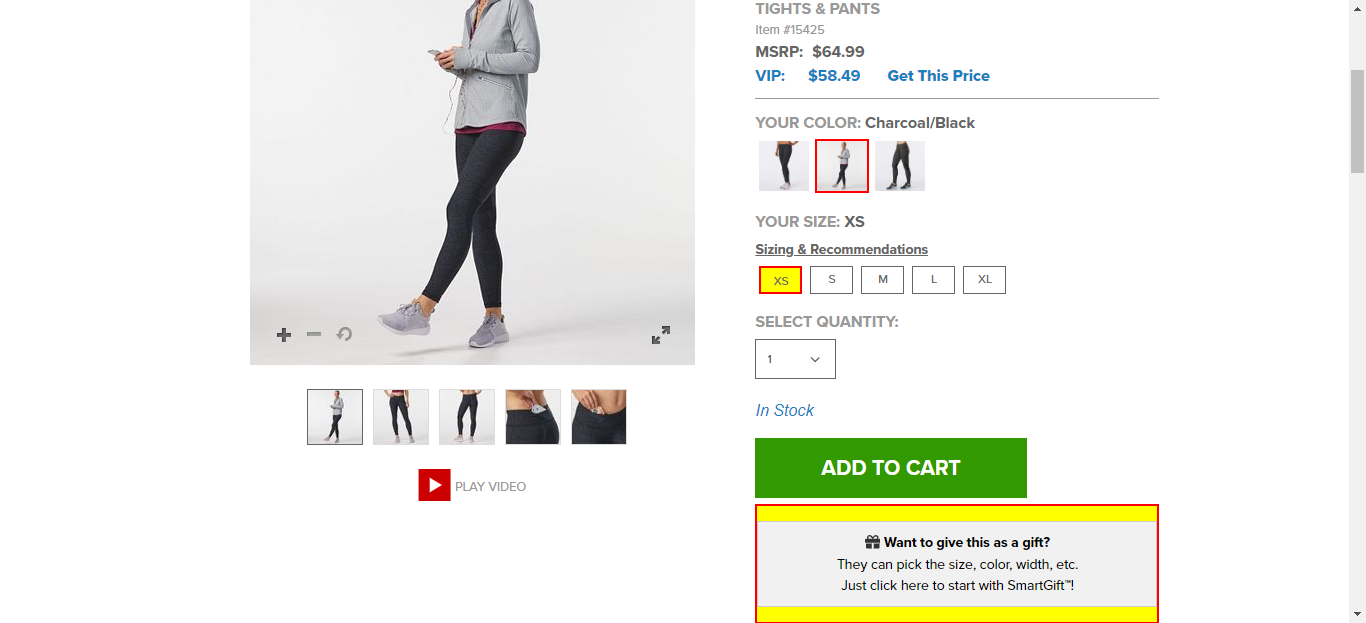 TIGHTS & PANTS
Item #15425
MSRP: $64.99
VIP: $58.49 Get This Price
YOUR COLOR: Charcoal/Black
YOUR SIZE: XS
Sizing & Recommendations
XS S M L XL
SELECT QUANTITY:
1
In Stock
ADD TO CART
Want to give this as a gift?
They can pick the size, color, width, etc.
Just click here to start with SmartGift™!
PLAY VIDEO